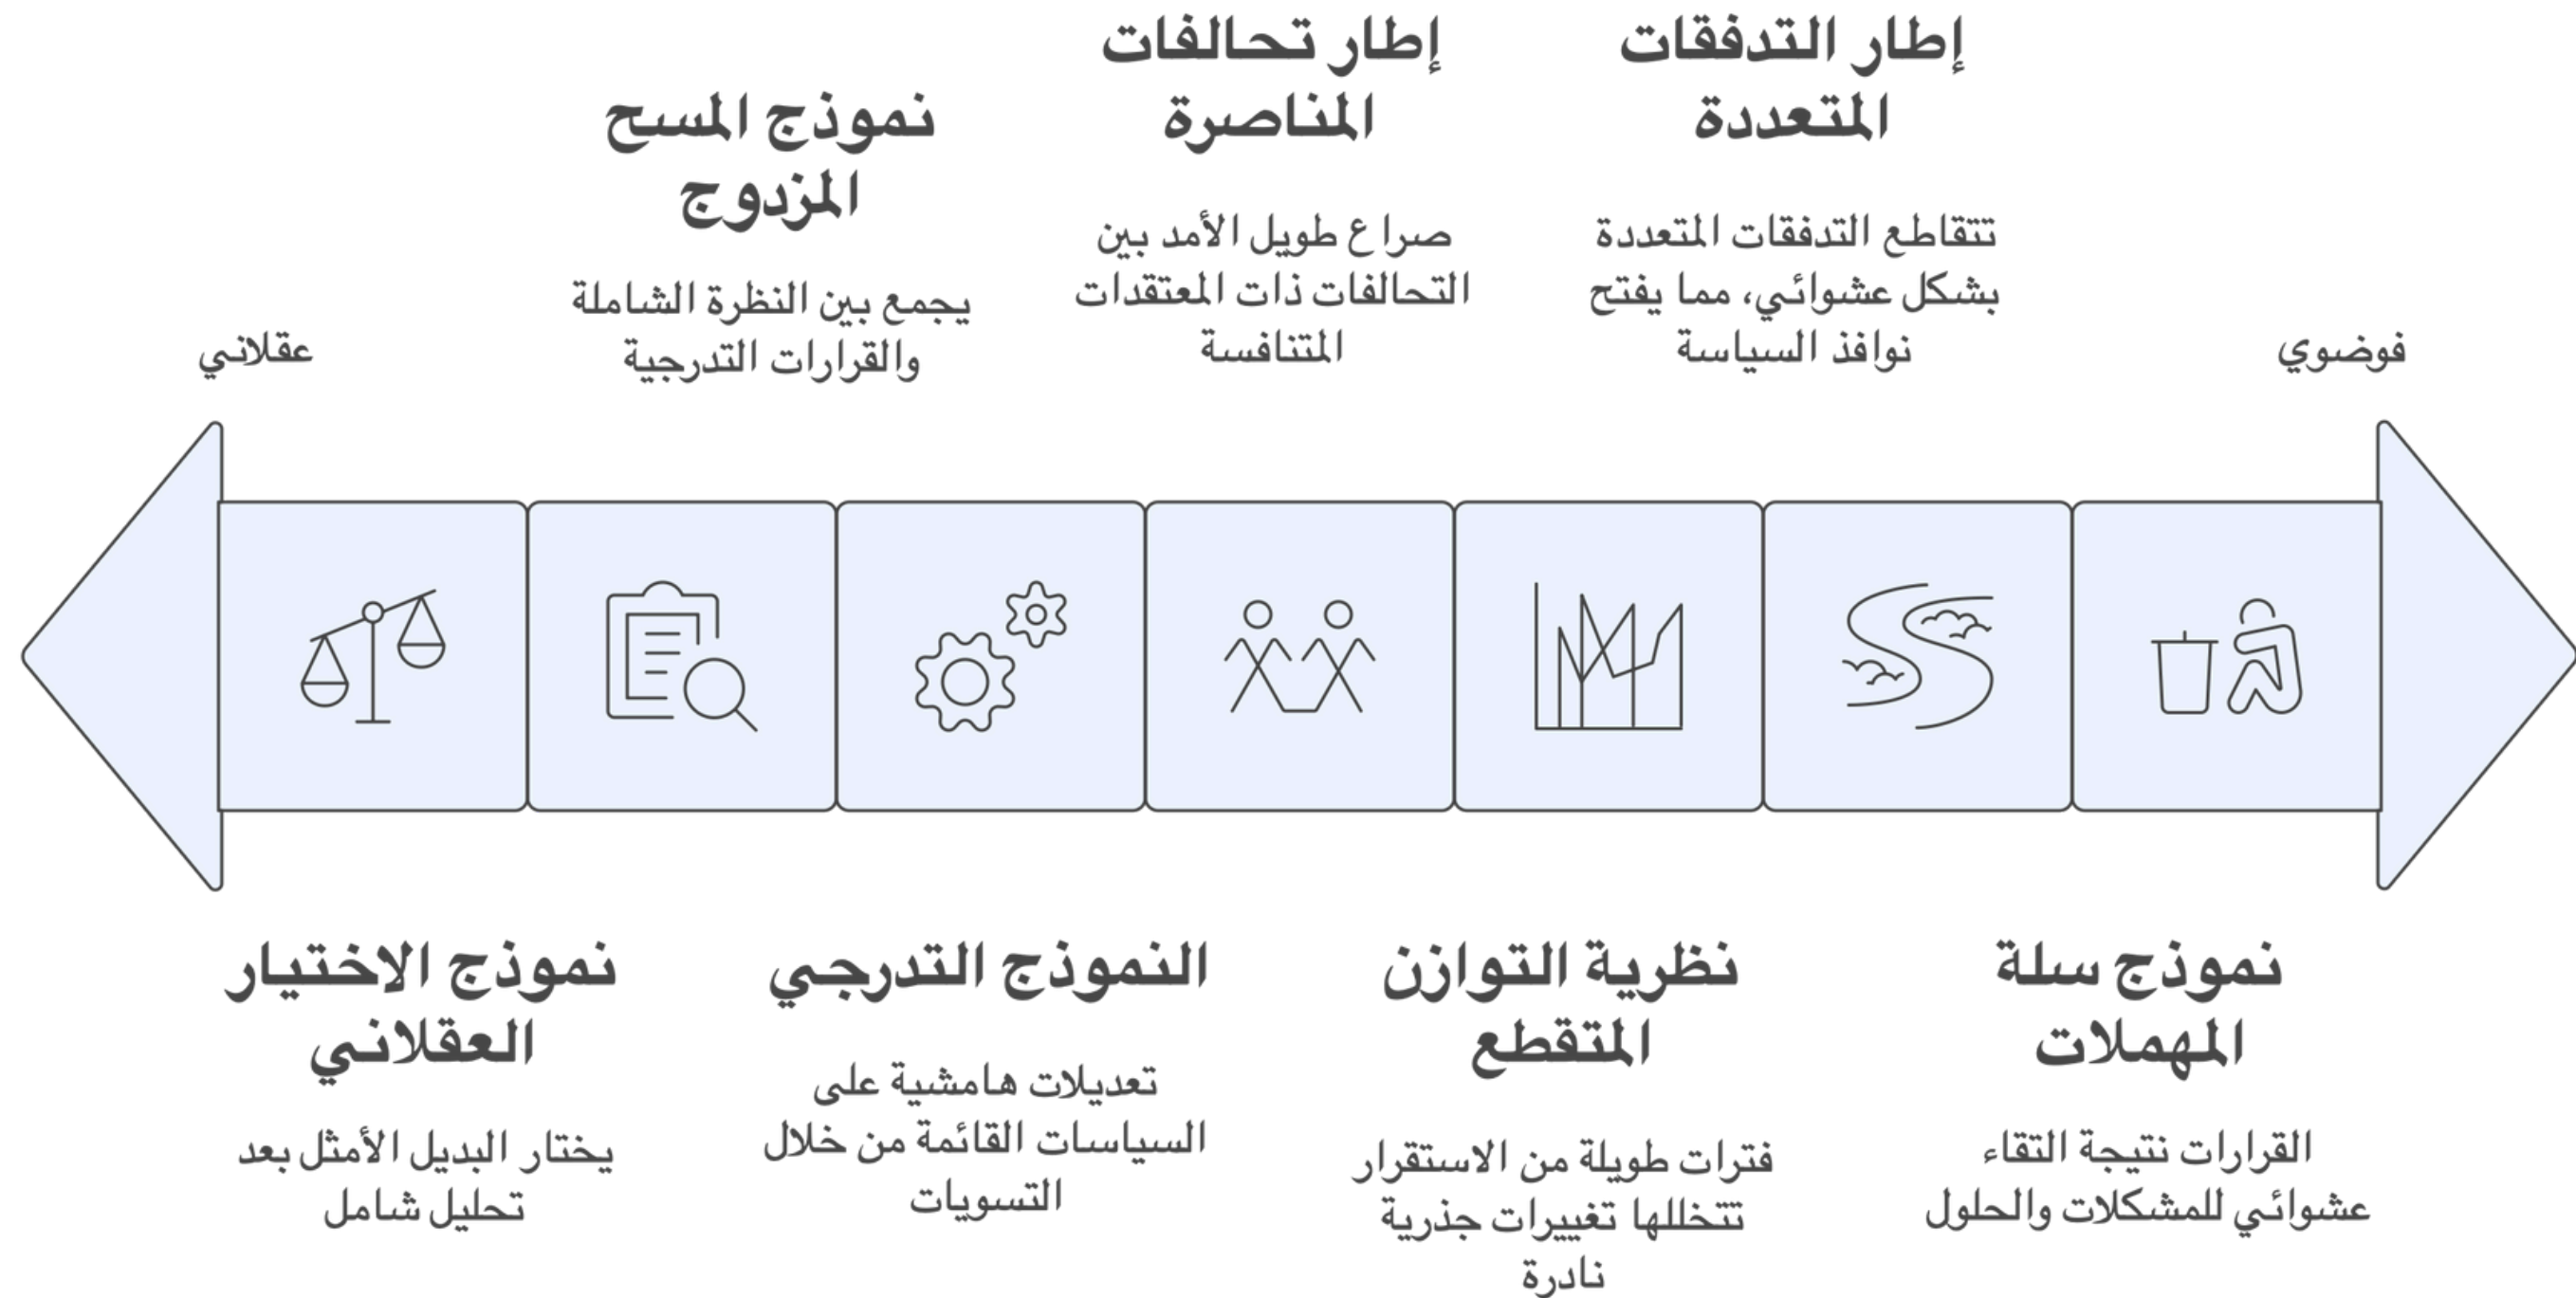 عقلاني
نموذج الاختيار
العقلاني
يختار البديل الأمثل بعد
تحليل شامل
نموذج المسح
المزدوج
يجمع بين النظرة الشاملة
والقرارات التدرجية
النموذج التدرجي
تعديلات هامشية على
السياسات القائمة من خلال
التسويات
إطار تحالفات
المناصرة
صراع طويل الأمد بين
التحالفات ذات المعتقدات
المتنافسة
نظرية التوازن
المتقطع
فترات طويلة من الاستقرار
تتخللها تغييرات جذرية
نادرة
إطار التدفقات
المتعددة
تتقاطع التدفقات المتعددة
بشكل عشوائي، مما يفتح
نوافذ السياسة
نموذج سلة
المهملات
القرارات نتيجة التقاء
عشوائي للمشكلات والحلول
فوضوي